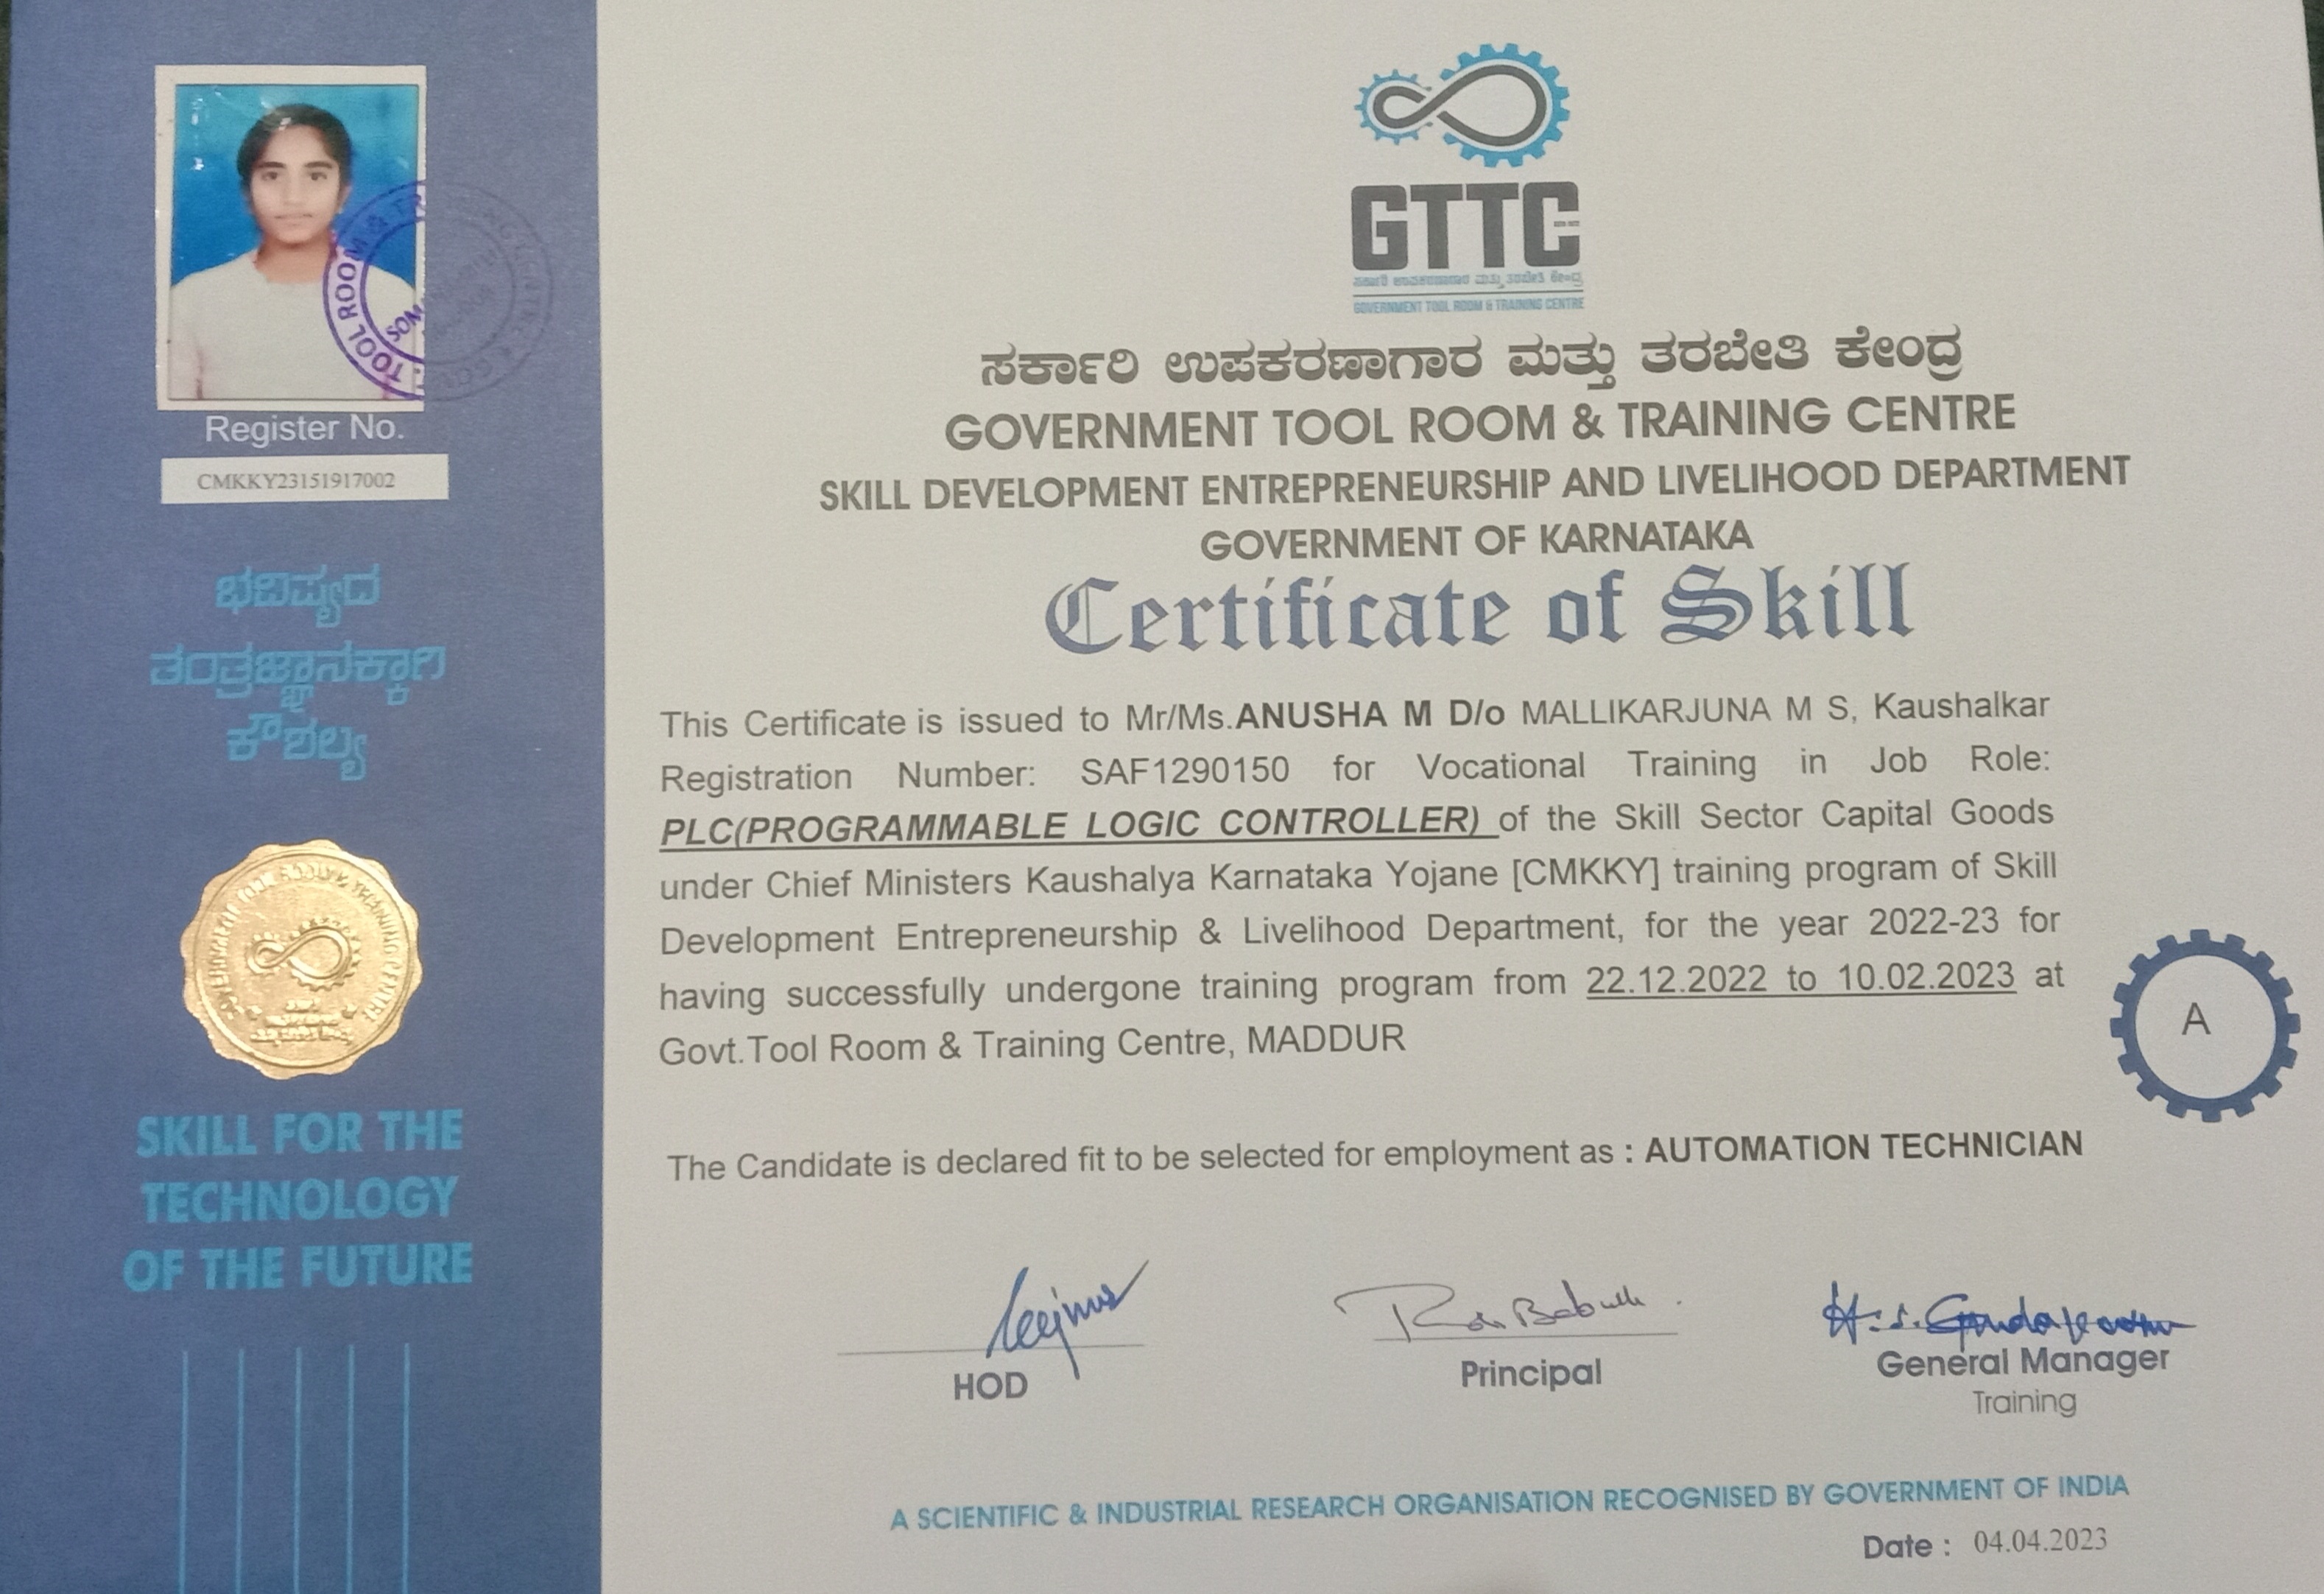 GTTC
ಸರ್ಕಾರಿ ಉಪಕರಣಾಗಾರ ಮತ್ತು ತರಬೇತಿ ಕೇಂದ್ರ
GOVERNMENT TOOL ROOM & TRAINING CENTRE
ಸರ್ಕಾರಿ ಉಪಕರಣಾಗಾರ ಮತ್ತು ತರಬೇತಿ ಕೇಂದ್ರ
GOVERNMENT TOOL ROOM & TRAINING CENTRE
SKILL DEVELOPMENT ENTREPRENEURSHIP AND LIVELIHOOD DEPARTMENT
GOVERNMENT OF KARNATAKA
Certificate of Skill
This Certificate is issued to Mr/Ms.ANUSHA M D/o MALLIKARJUNA M S, Kaushalkar
Registration Number: SAF1290150 for Vocational Training in Job Role:
PLC(PROGRAMMABLE LOGIC CONTROLLER) of the Skill Sector Capital Goods
under Chief Ministers Kaushalya Karnataka Yojane [CMKKY] training program of Skill
Development Entrepreneurship & Livelihood Department, for the year 2022-23 for
having successfully undergone training program from 22.12.2022 to 10.02.2023 at
Govt.Tool Room & Training Centre, MADDUR
A
The Candidate is declared fit to be selected for employment as : AUTOMATION TECHNICIAN
HOD
Principal
General Manager
Training
A SCIENTIFIC & INDUSTRIAL RESEARCH ORGANISATION RECOGNISED BY GOVERNMENT OF INDIA
Date : 04.04.2023
TOOL ROOM &
Register No.
CMKKY23151917002
ಭವಿಷ್ಯದ
ತಂತ್ರಜ್ಞಾನಕ್ಕಾಗಿ
ಕೌಶಲ್ಯ
GOVERNMENT TOOL ROOM & TRAINING CENTRE
SKILL FOR THE
TECHNOLOGY
OF THE FUTURE